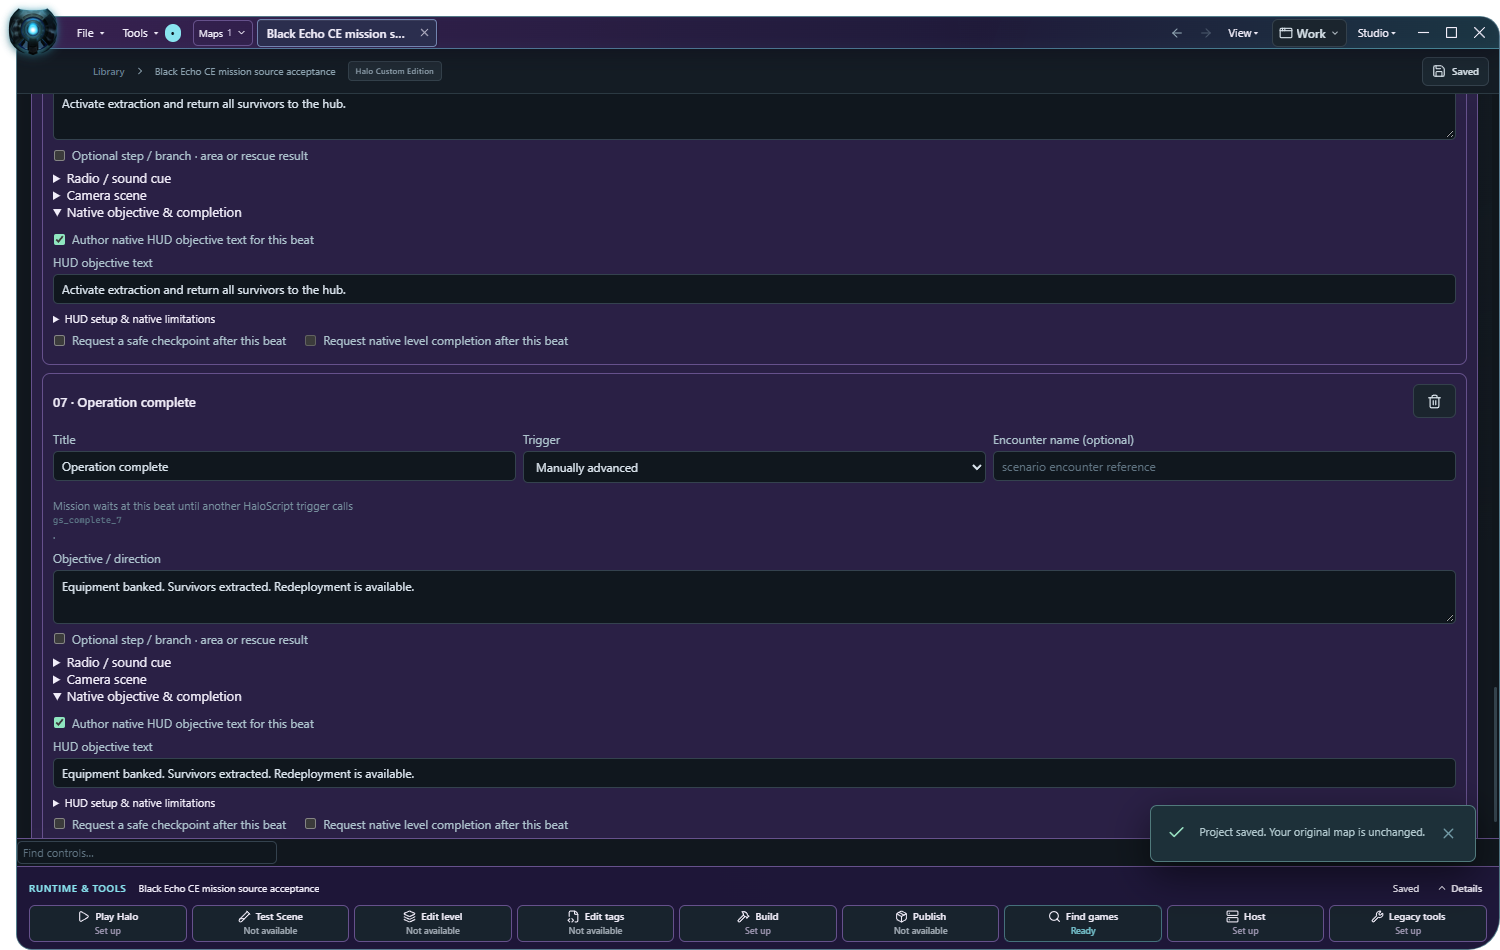 File
Tools
Maps 1
Black Echo CE mission s...
View
Work
Studio
Library
Black Echo CE mission source acceptance
Halo Custom Edition
Saved
Activate extraction and return all survivors to the hub.
Optional step / branch · area or rescue result
Radio / sound cue
Camera scene
Native objective & completion
Author native HUD objective text for this beat
HUD objective text
Activate extraction and return all survivors to the hub.
HUD setup & native limitations
Request a safe checkpoint after this beat
Request native level completion after this beat
07 · Operation complete
Title
Trigger
Encounter name (optional)
Operation complete
Manually advanced
scenario encounter reference
Mission waits at this beat until another HaloScript trigger calls
gs_complete_7
.
Objective / direction
Equipment banked. Survivors extracted. Redeployment is available.
Optional step / branch · area or rescue result
Radio / sound cue
Camera scene
Native objective & completion
Author native HUD objective text for this beat
HUD objective text
Equipment banked. Survivors extracted. Redeployment is available.
HUD setup & native limitations
Request a safe checkpoint after this beat
Request native level completion after this beat
Project saved. Your original map is unchanged.
Find controls...
RUNTIME & TOOLS
Black Echo CE mission source acceptance
Saved
Details
Play Halo
Set up
Test Scene
Not available
Edit level
Not available
Edit tags
Not available
Build
Set up
Publish
Not available
Find games
Ready
Host
Set up
Legacy tools
Set up